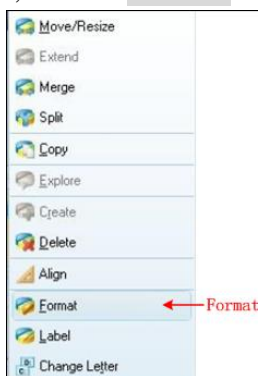 Move/Resize
Extend
Merge
Split
Copy
Explore
Create
Delete
Align
Format
Format
Label
Change Letter